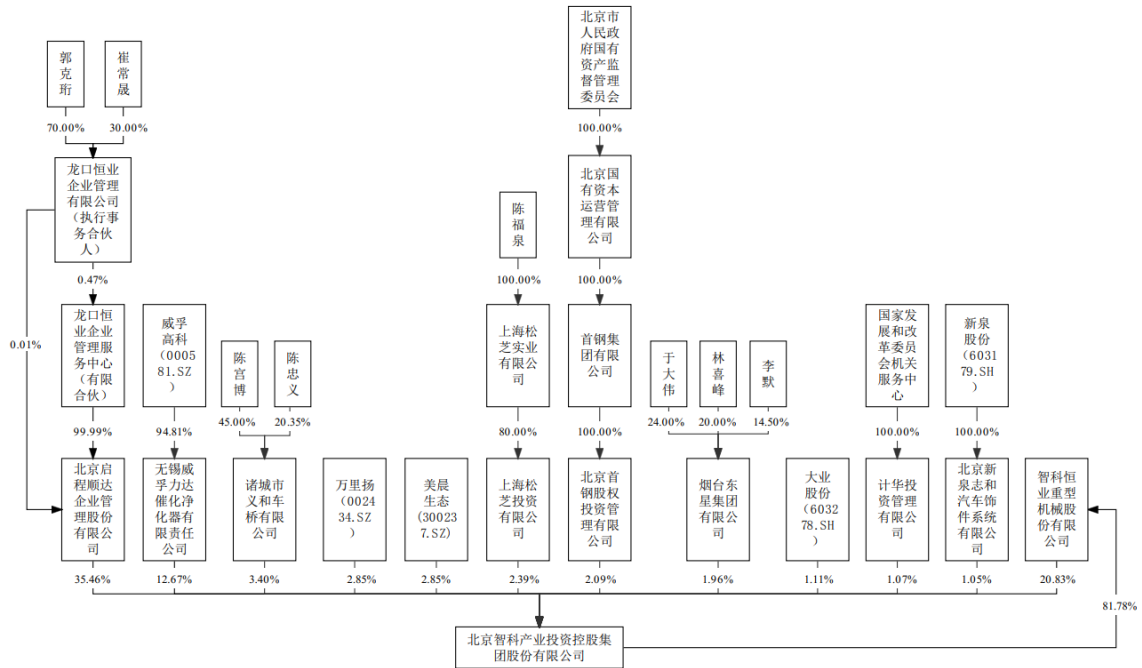 北京市
人民政
府国有
资产监
督管理
委员会
郭
克
珩
崔
常
晟
70.00%
30.00%
100.00%
龙口恒业
企业管理
有限公司
（执行事
务合伙
人）
北京国
有资本
运营管
理有限
公司
陈
福
泉
0.47%
100.00%
100.00%
0.01%
龙口恒
业企业
管理服
务中心
（有限
合伙）
威孚
高科
（0005
81.SZ
）
陈
宫
博
陈
忠
义
上海松
芝实业
有限公
司
首钢集
团有限
公司
于
大
伟
林
喜
峰
李
默
国家发
展和改
革委员
会机关
服务中
心
新泉
股份
（6031
79.SH
）
99.99%
94.81%
45.00%
20.35%
80.00%
100.00%
24.00%
20.00%
14.50%
100.00%
100.00%
北京启
程顺达
企业管
理股份
有限公
司
无锡威
孚力达
催化净
化器有
限责任
公司
诸城市
义和车
桥有限
公司
万里扬
（0024
34.SZ
）
美晨
生态
(30023
7.SZ)
上海松
芝投资
有限公
司
北京首
钢股权
投资管
理有限
公司
烟台东
星集团
有限公
司
大业
股份
（6032
78.SH
）
计华投
资管理
有限公
司
北京新
泉志和
汽车饰
件系统
有限公
司
智科恒
业重型
机械股
份有限
公司
35.46%
12.67%
3.40%
2.85%
2.85%
2.39%
2.09%
1.96%
1.11%
1.07%
1.05%
20.83%
81.78%
北京智科产业投资控股集
团股份有限公司